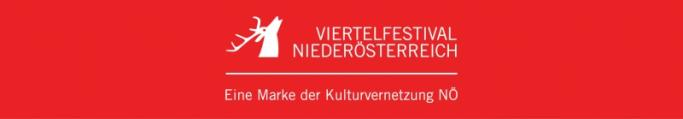 VIERTELFESTIVAL
NIEDERÖSTERREICH
Eine Marke der Kulturvernetzung NÖ